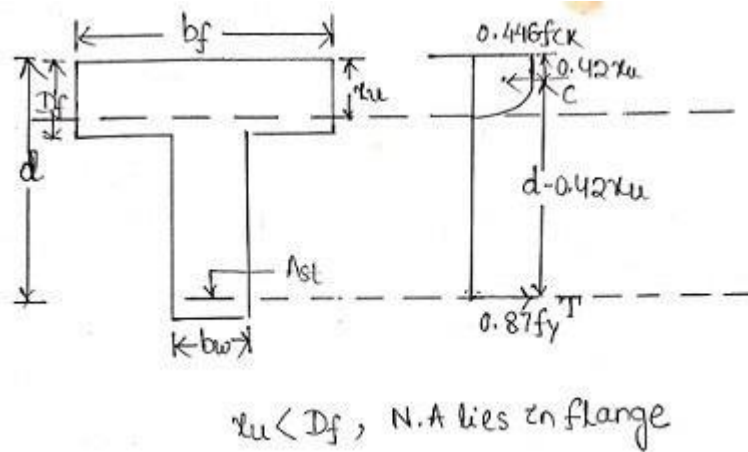 bf
0.446fck
Df
xu
0.42xu
C
d
d-0.42xu
Ast
0.87fy T
bw
xu < Df , N.A lies in flange